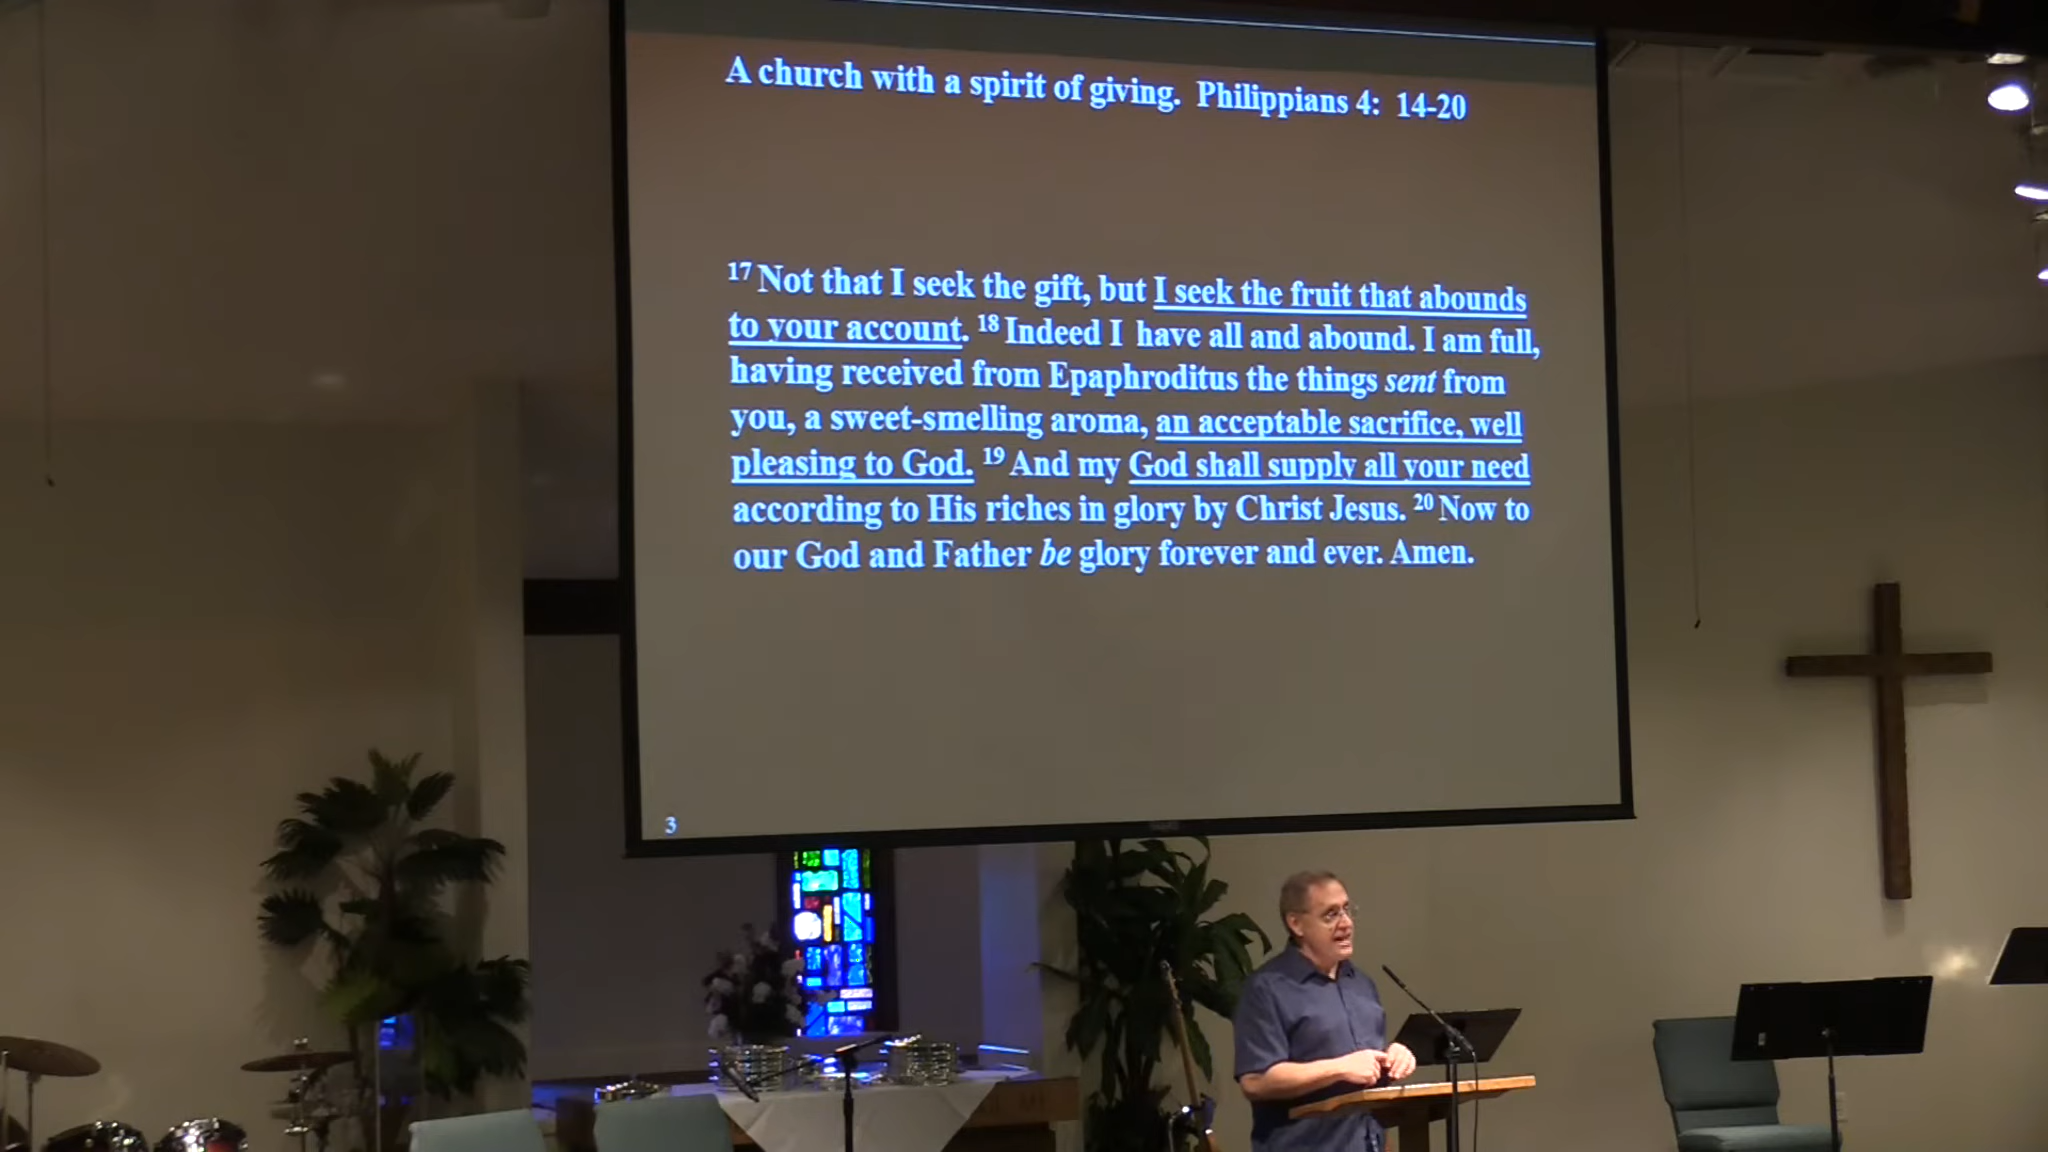 A church with a spirit of giving. Philippians 4: 14-20
17 Not that I seek the gift, but I seek the fruit that abounds
to your account. 18 Indeed I have all and abound. I am full,
having received from Epaphroditus the things sent from
you, a sweet-smelling aroma, an acceptable sacrifice, well
pleasing to God. 19 And my God shall supply all your need
according to His riches in glory by Christ Jesus. 20 Now to
our God and Father be glory forever and ever. Amen.
3